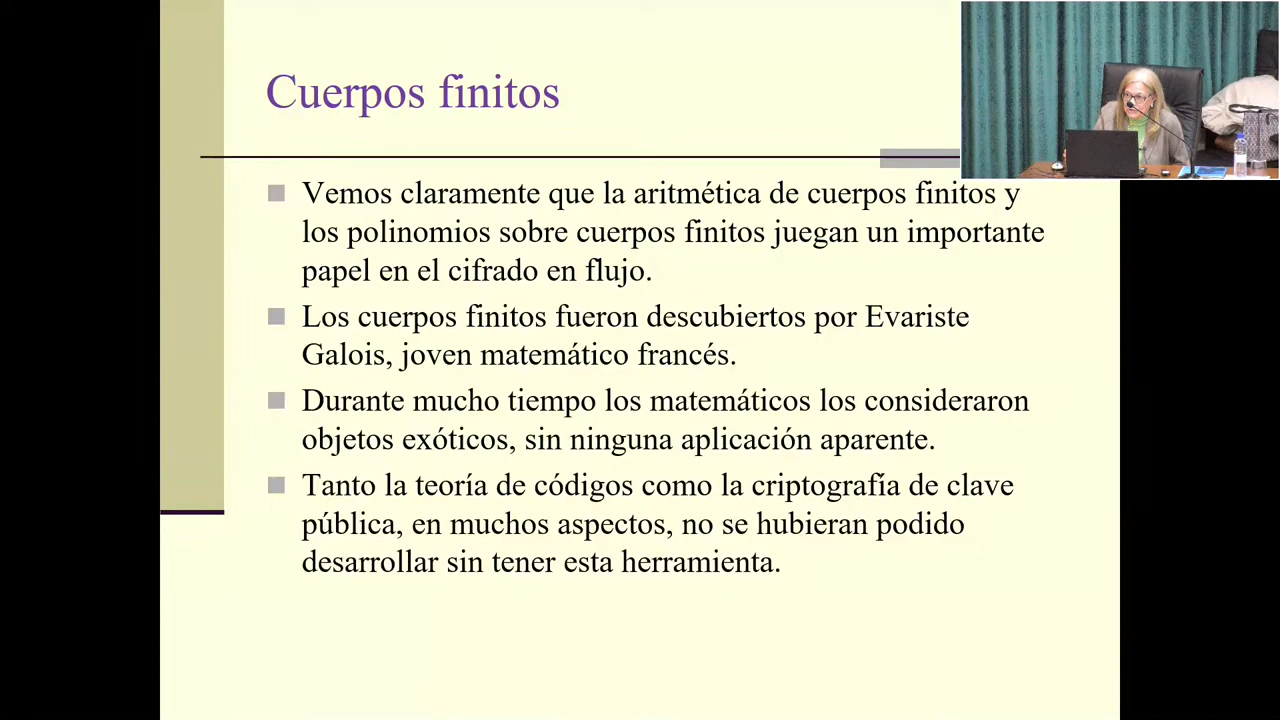 Cuerpos finitos
Vemos claramente que la aritmética de cuerpos finitos y
los polinomios sobre cuerpos finitos juegan un importante
papel en el cifrado en flujo.
Los cuerpos finitos fueron descubiertos por Evariste
Galois, joven matemático francés.
Durante mucho tiempo los matemáticos los consideraron
objetos exóticos, sin ninguna aplicación aparente.
Tanto la teoría de códigos como la criptografía de clave
pública, en muchos aspectos, no se hubieran podido
desarrollar sin tener esta herramienta.